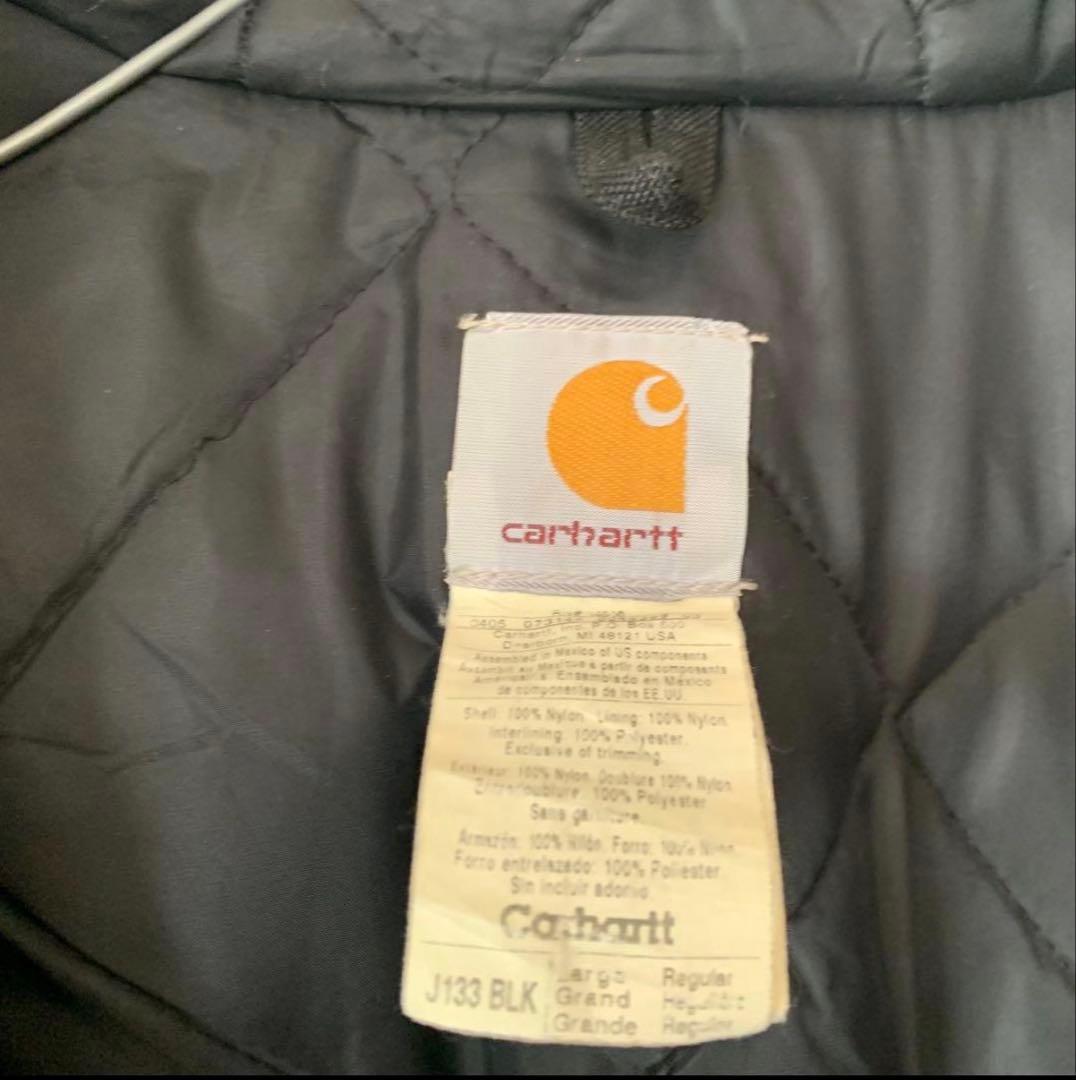 carhartt
0405
Carhartt, Inc. P.O. Box 600
Dearborn, MI 48121 USA
Assembled in Mexico of US components
Assemblé au Mexique à partir de composants
Américains. Ensamblado en México
de componentes de los EE.UU.
Shell: 100% Nylon. Lining: 100% Nylon
Interlining: 100% Polyester.
Exclusive of trimming.
Extérieur: 100% Nylon. Doublure 100% Nylon
100% Polyester
Sans garniture.
Armazón: 100% Nilón. Forro: 100% Nilón
Forro entrelazado: 100% Poliester
Sin incluir adorno
Carhartt
J133 BLK
Large Regular
Grand
Grande Regular